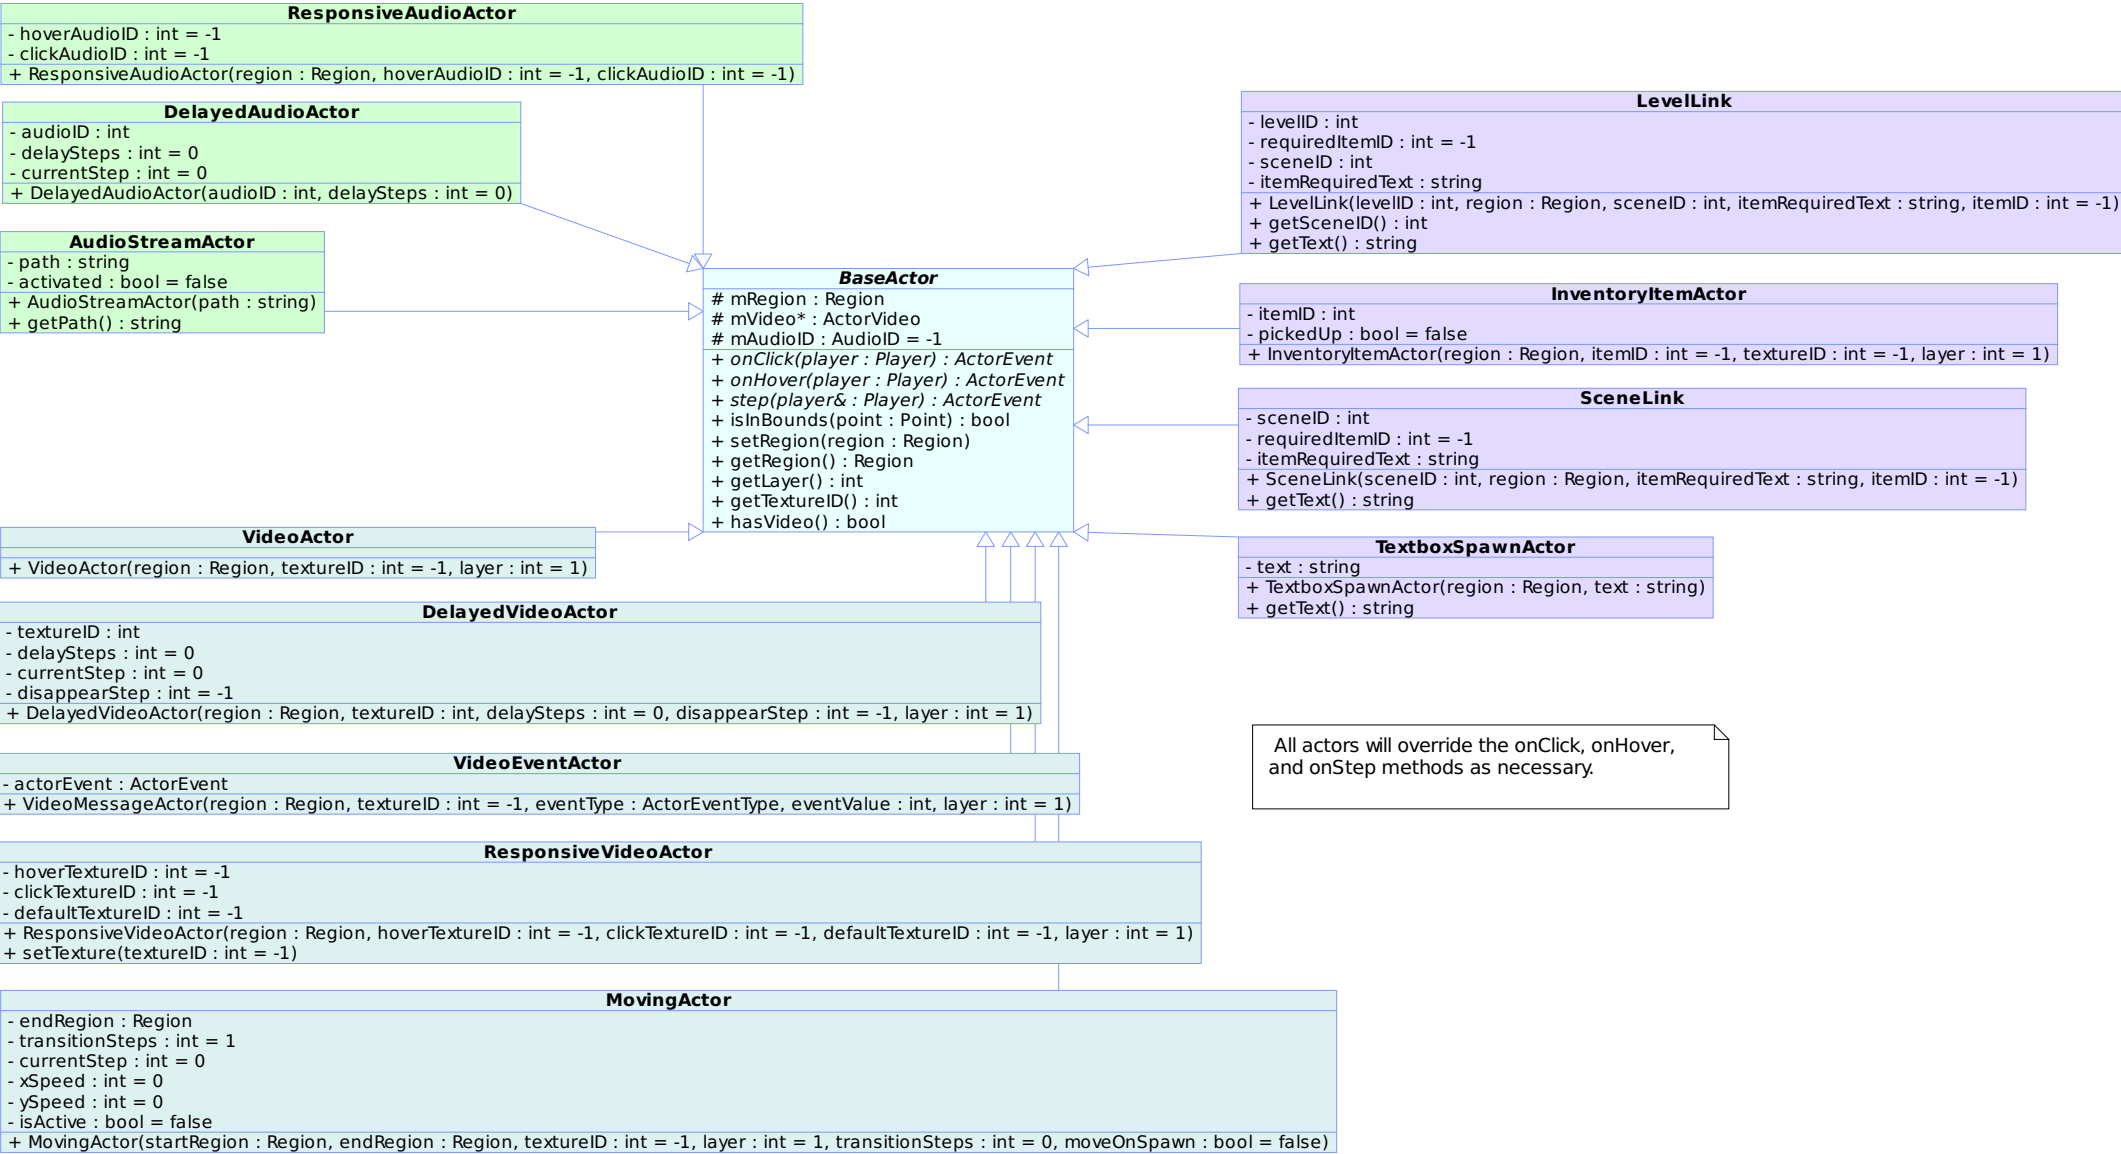 ResponsiveAudioActor
- hoverAudioID : int = -1
- clickAudioID : int = -1
+ ResponsiveAudioActor(region : Region, hoverAudioID : int = -1, clickAudioID : int = -1)
DelayedAudioActor
- audioID : int
- delaySteps : int = 0
- currentStep : int = 0
+ DelayedAudioActor(audioID : int, delaySteps : int = 0)
AudioStreamActor
- path : string
- activated : bool = false
+ AudioStreamActor(path : string)
+ getPath() : string
BaseActor
# mRegion : Region
# mVideo* : ActorVideo
# mAudioID : AudioID = -1
+ onClick(player : Player) : ActorEvent
+ onHover(player : Player) : ActorEvent
+ step(player& : Player) : ActorEvent
+ isInBounds(point : Point) : bool
+ setRegion(region : Region)
+ getRegion() : Region
+ getLayer() : int
+ getTextureID() : int
+ hasVideo() : bool
LevelLink
- levelID : int
- requiredItemID : int = -1
- sceneID : int
- itemRequiredText : string
+ LevelLink(levelID : int, region : Region, sceneID : int, itemRequiredText : string, itemID : int = -1)
+ getSceneID() : int
+ getText() : string
InventoryItemActor
- itemID : int
- pickedUp : bool = false
+ InventoryItemActor(region : Region, itemID : int = -1, textureID : int = -1, layer : int = 1)
SceneLink
- sceneID : int
- requiredItemID : int = -1
- itemRequiredText : string
+ SceneLink(sceneID : int, region : Region, itemRequiredText : string, itemID : int = -1)
+ getText() : string
TextboxSpawnActor
- text : string
+ TextboxSpawnActor(region : Region, text : string)
+ getText() : string
VideoActor
+ VideoActor(region : Region, textureID : int = -1, layer : int = 1)
DelayedVideoActor
- textureID : int
- delaySteps : int = 0
- currentStep : int = 0
- disappearStep : int = -1
+ DelayedVideoActor(region : Region, textureID : int, delaySteps : int = 0, disappearStep : int = -1, layer : int = 1)
VideoEventActor
- actorEvent : ActorEvent
+ VideoMessageActor(region : Region, textureID : int = -1, eventType : ActorEventType, eventValue : int, layer : int = 1)
ResponsiveVideoActor
- hoverTextureID : int = -1
- clickTextureID : int = -1
- defaultTextureID : int = -1
+ ResponsiveVideoActor(region : Region, hoverTextureID : int = -1, clickTextureID : int = -1, defaultTextureID : int = -1, layer : int = 1)
+ setTexture(textureID : int = -1)
MovingActor
- endRegion : Region
- transitionSteps : int = 1
- currentStep : int = 0
- xSpeed : int = 0
- ySpeed : int = 0
- isActive : bool = false
+ MovingActor(startRegion : Region, endRegion : Region, textureID : int = -1, layer : int = 1, transitionSteps : int = 0, moveOnSpawn : bool = false)
All actors will override the onClick, onHover,
and onStep methods as necessary.